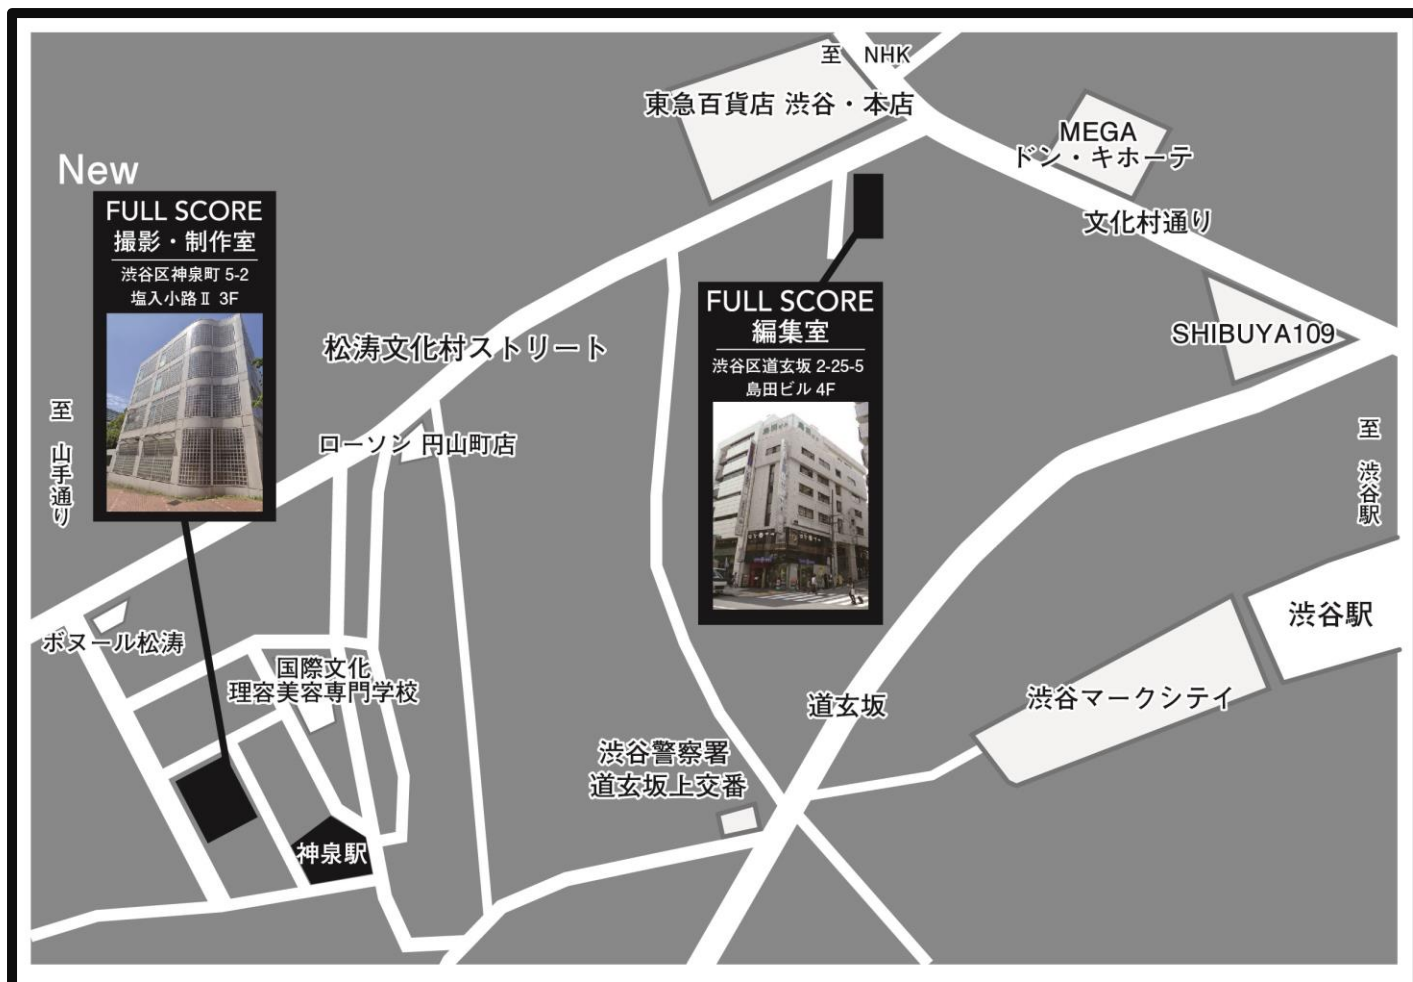 至 NHK
東急百貨店 渋谷・本店
MEGA
ドン・キホーテ
文化村通り
New
FULL SCORE
撮影・制作室
渋谷区神泉町 5-2
塩入小路Ⅱ 3F
FULL SCORE
編集室
渋谷区道玄坂 2-25-5
島田ビル 4F
SHIBUYA109
松涛文化村ストリート
至 山手通り
ローソン 円山町店
至 渋谷駅
渋谷駅
ボヌール松涛
国際文化
理容美容専門学校
道玄坂
渋谷マークシティ
渋谷警察署
道玄坂上交番
神泉駅